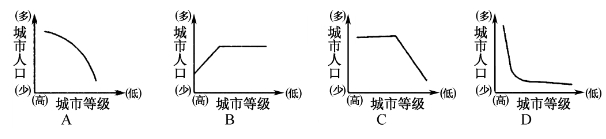 (多)
城市人口
(少)
(高) 城市等级 (低)
A
(多)
城市人口
(少)
(高) 城市等级 (低)
B
(多)
城市人口
(少)
(高) 城市等级 (低)
C
(多)
城市人口
(少)
(高) 城市等级 (低)
D